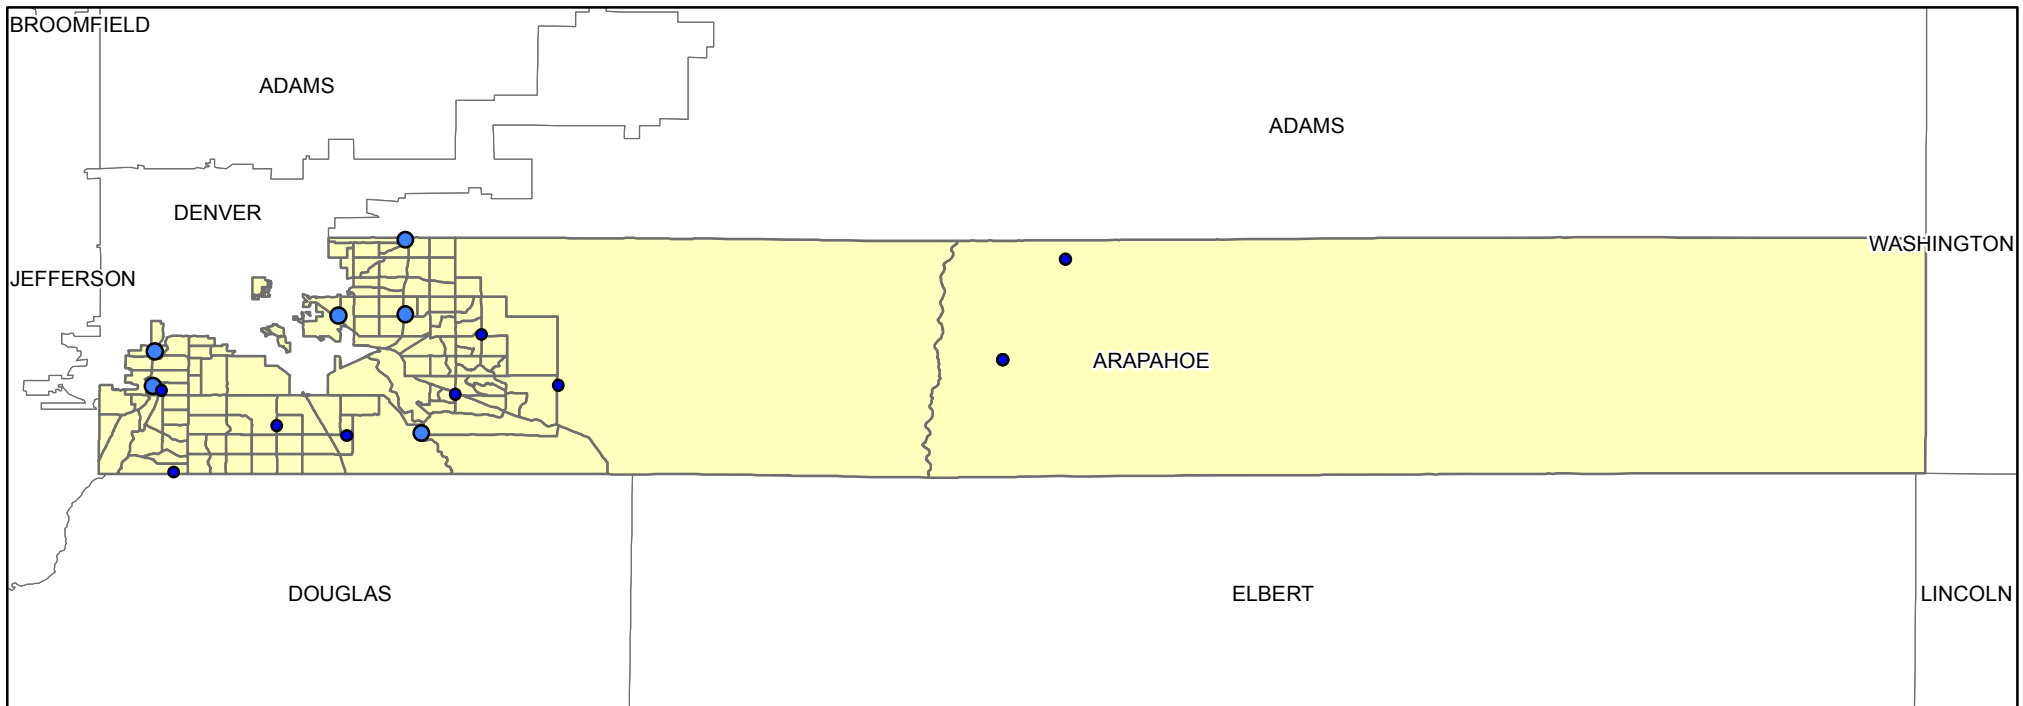 BROOMFIELD
ADAMS
ADAMS
DENVER
WASHINGTON
JEFFERSON
ARAPAHOE
DOUGLAS
ELBERT
LINCOLN